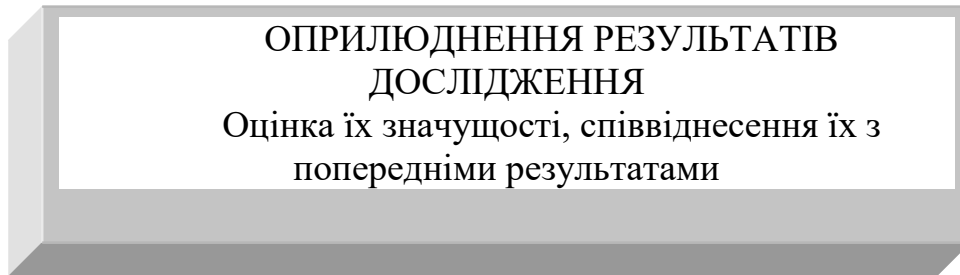 ОПРИЛЮДНЕННЯ РЕЗУЛЬТАТІВ
ДОСЛІДЖЕННЯ
Оцінка їх значущості, співвіднесення їх з
попередніми результатами